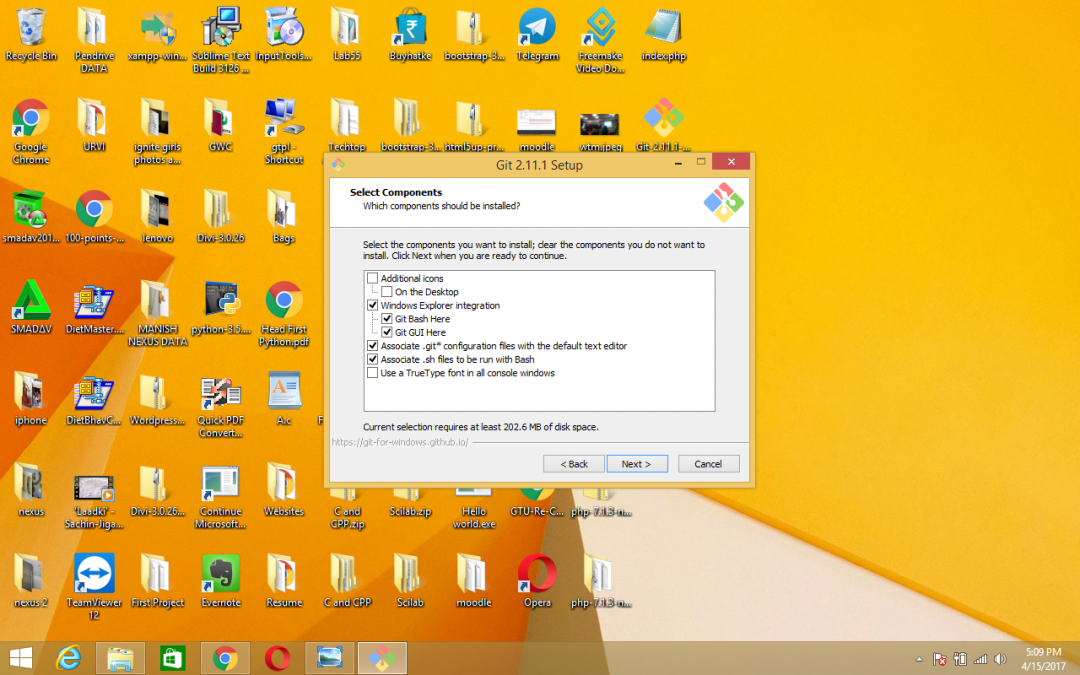 Recycle Bin
Pendrive DATA
xampp-win...
Sublime Text Build 3126 ...
InputTools...
Lab55
Buyhatke
bootstrap-3...
Telegram
Freemake Video Do...
index.php
Google Chrome
URVI
ignite girls photos a...
GWC
gtpl - Shortcut
Techtop
bootstrap-3...
html5up-pr...
moodle
wtm.jpeg
Git-2.11.1-...
Git 2.11.1 Setup
Select Components
Which components should be installed?
Select the components you want to install; clear the components you do not want to
install. Click Next when you are ready to continue.
Additional icons
On the Desktop
Windows Explorer integration
Git Bash Here
Git GUI Here
Associate .git* configuration files with the default text editor
Associate .sh files to be run with Bash
Use a TrueType font in all console windows
Current selection requires at least 202.6 MB of disk space.
https://git-for-windows.github.io/
< Back
Next >
Cancel
smadav201...
100-points-...
lenovo
Divi-3.0.26
Bags
SMADΔV
DietMaster...
MANISH NEXUS DATA
python-3.5....
Head First Python.pdf
iphone
DietBhavC...
Wordpress...
Quick PDF Convert...
A.c
nexus
'Laadki' - Sachin-Jiga...
Divi-3.0.26...
Continue Microsoft...
Websites
C and CPP.zip
Scilab.zip
Hello world.exe
GTU-Re-C...
php-7.1.3-n...
nexus 2
TeamViewer 12
First Project
Evernote
Resume
C and CPP
Scilab
moodle
Opera
php-7.1.3-n...
5:09 PM
4/15/2017